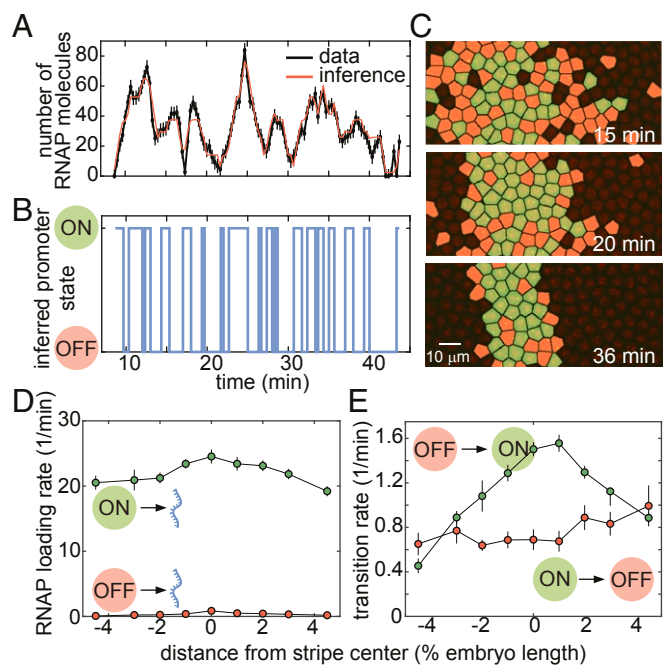 A
number of
RNAP molecules
80
60
40
20
0
data
inference
B
inferred promoter
state
ON
OFF
10
20
30
40
time (min)
C
15 min
20 min
36 min
10 μm
D
RNAP loading rate (1/min)
30
20
10
0
ON
OFF
-4
-2
0
2
4
E
transition rate (1/min)
1.6
1.2
0.8
0.4
0
OFF
ON
ON
OFF
-4
-2
0
2
4
distance from stripe center (% embryo length)